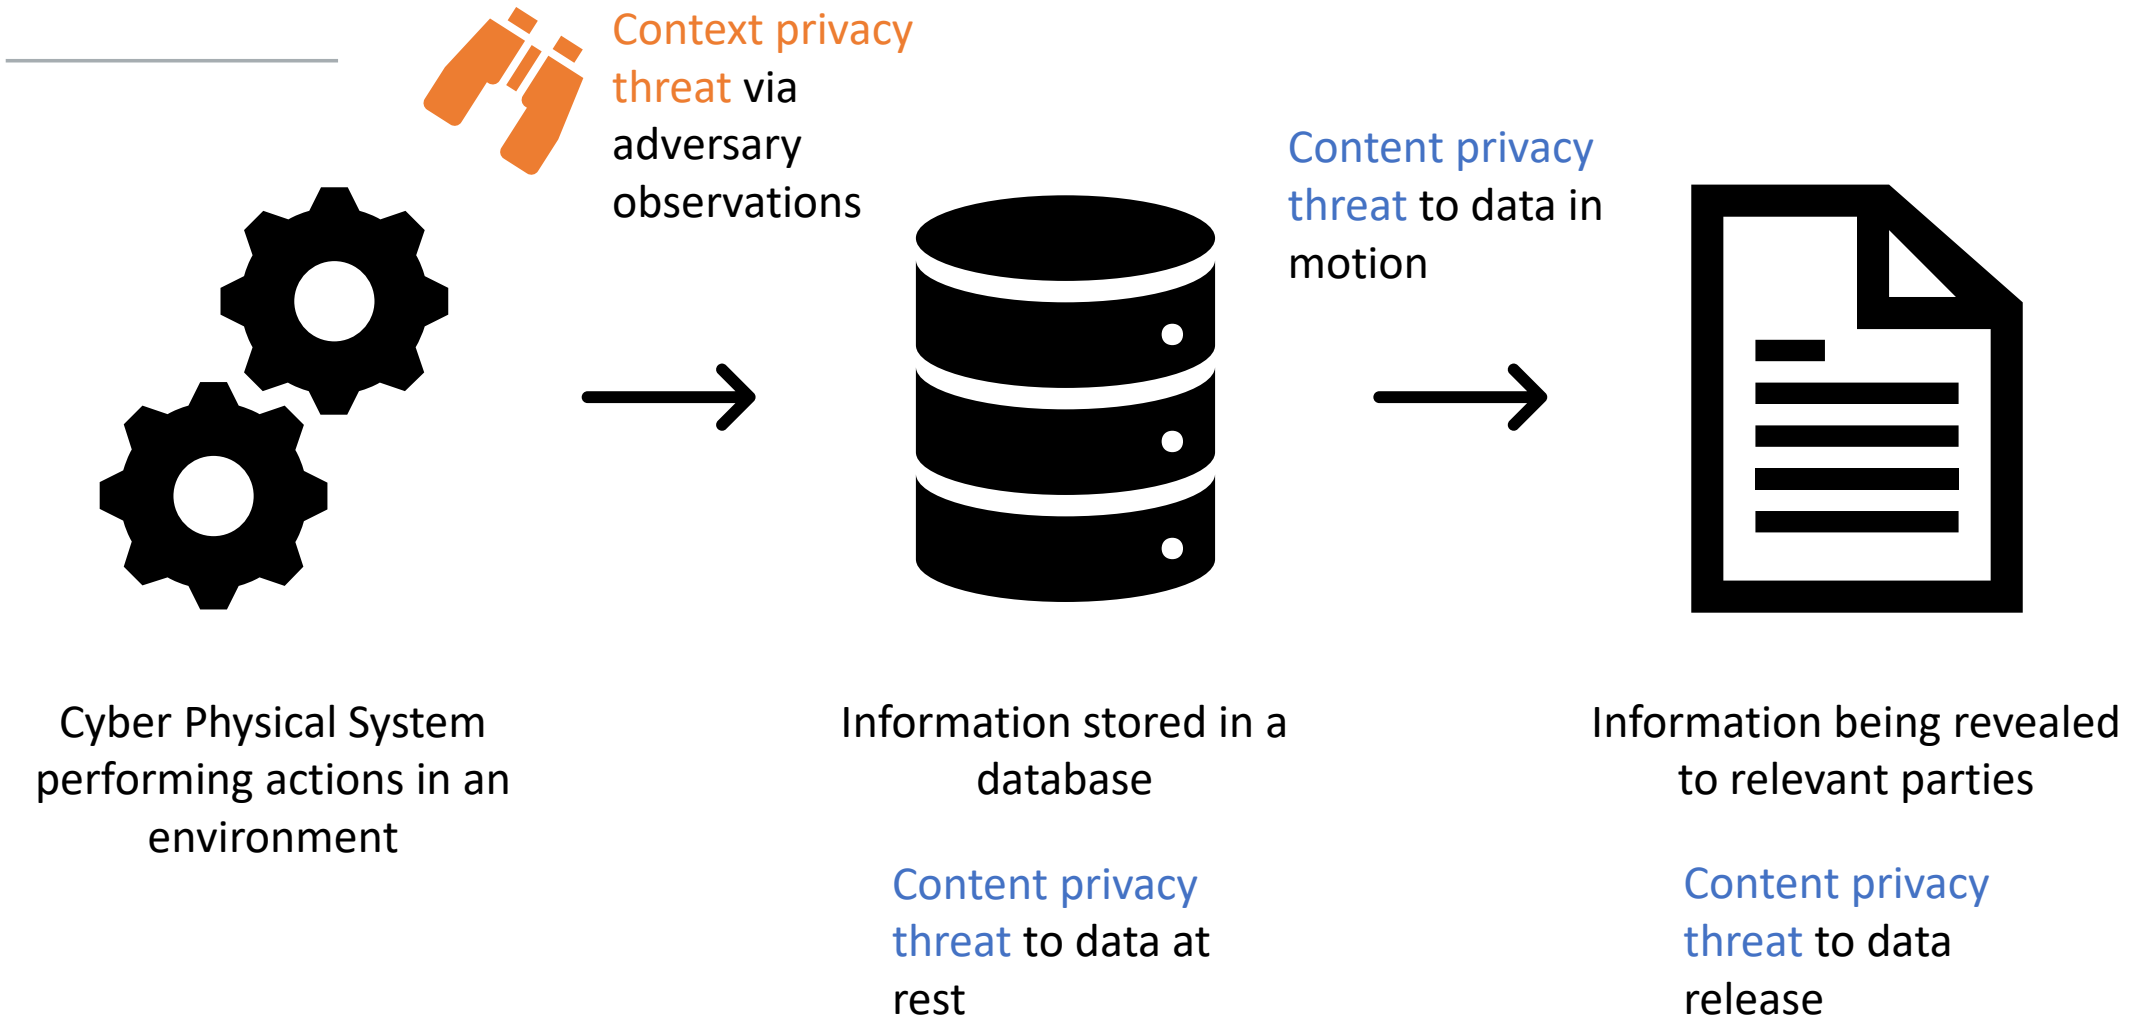 Context privacy
threat via
adversary
observations
Content privacy
threat to data in
motion
Cyber Physical System
performing actions in an
environment
Information stored in a
database
Content privacy
threat to data at
rest
Information being revealed
to relevant parties
Content privacy
threat to data
release